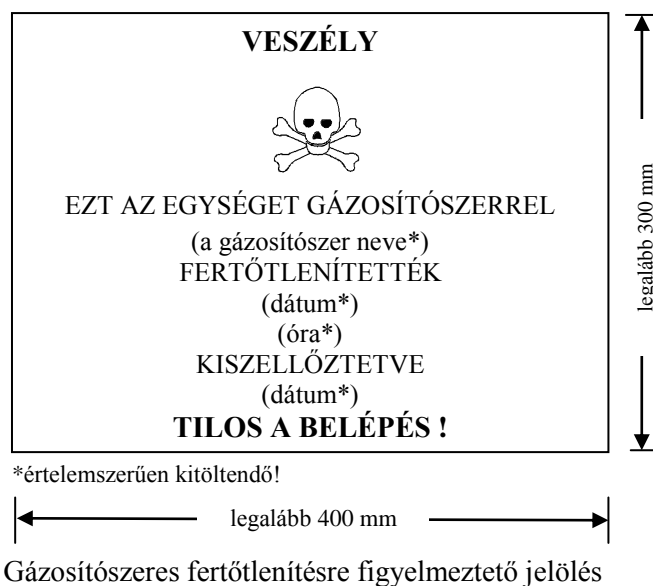 VESZÉLY
EZT AZ EGYSÉGET GÁZOSÍTÓSZERREL
(a gázosítószer neve*)
FERTŐTLENÍTETTÉK
(dátum*)
(óra*)
KISZELLŐZTETVE
(dátum*)
TILOS A BELÉPÉS !
legalább 300 mm
*értelemszerűen kitöltendő!
legalább 400 mm
Gázosítószeres fertőtlenítésre figyelmeztető jelölés